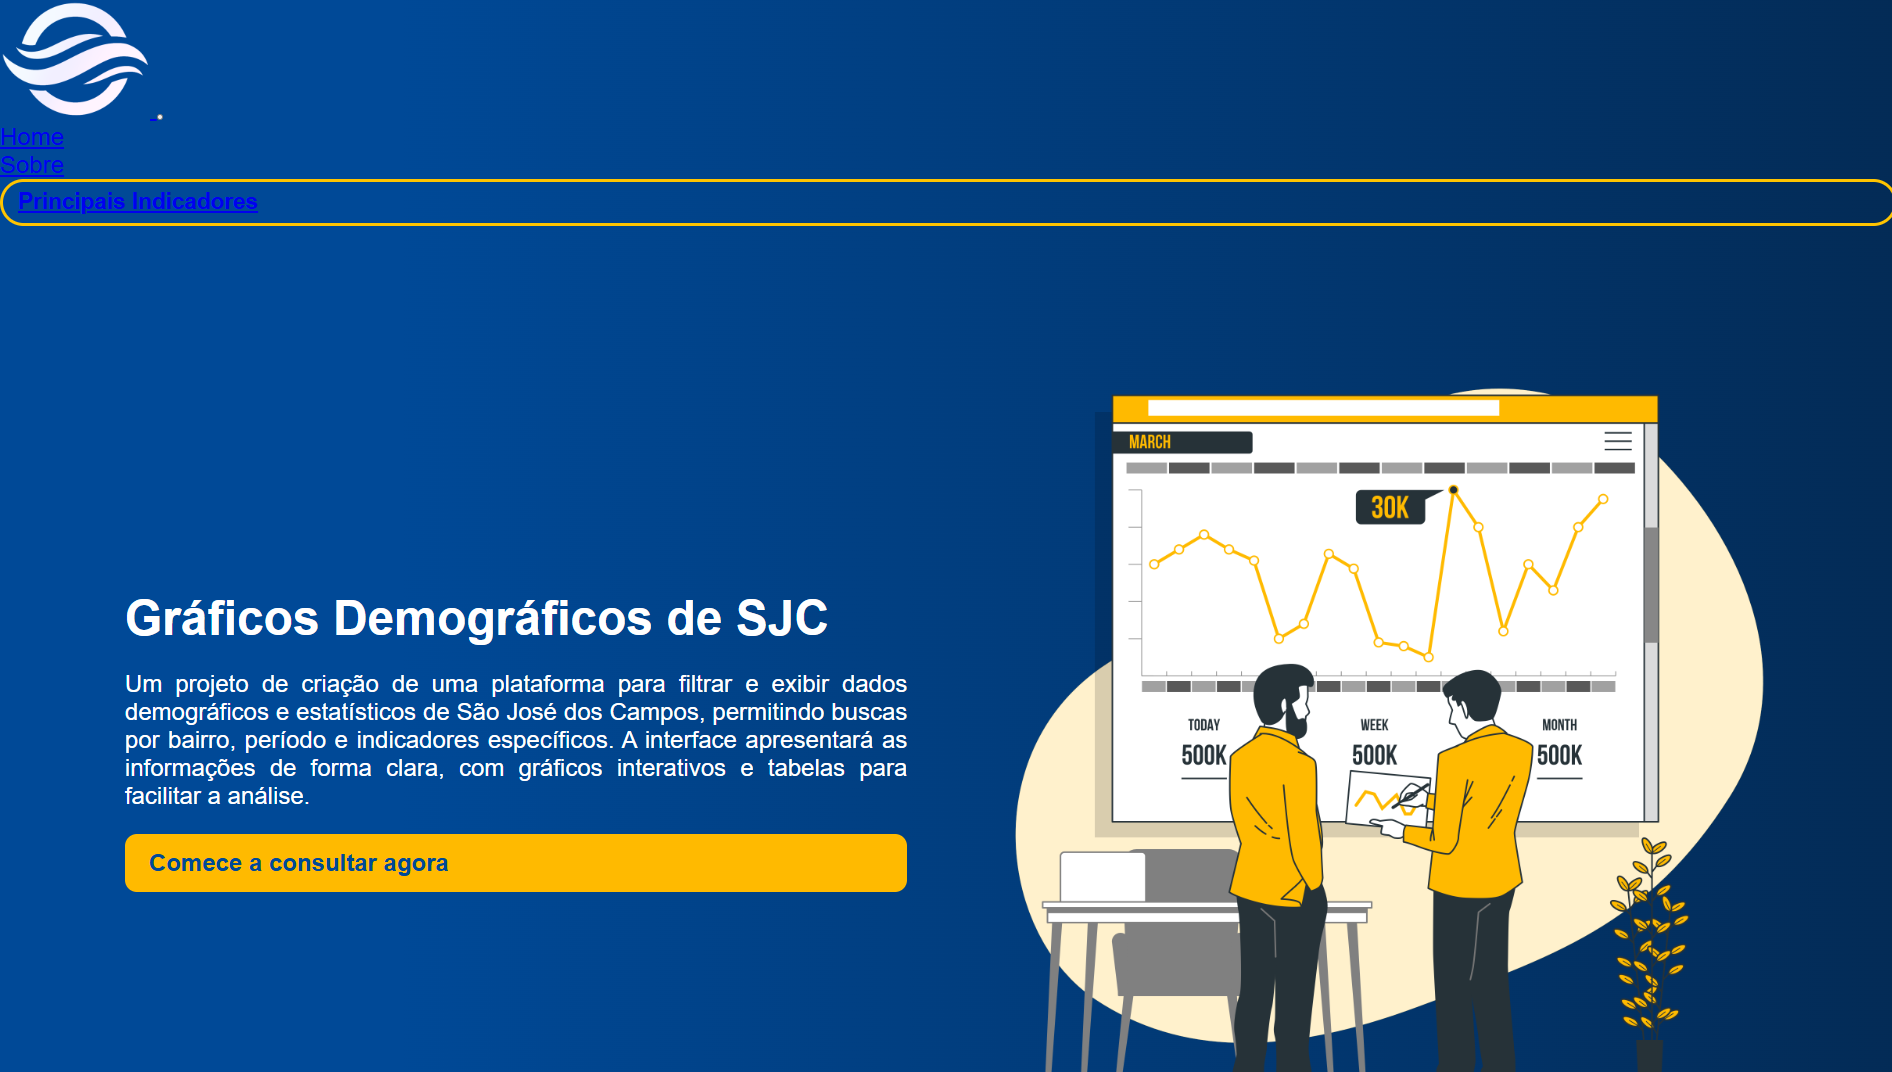 Home
Sobre
Principais Indicadores
MARCH
30K
Gráficos Demográficos de SJC
Um projeto de criação de uma plataforma para filtrar e exibir dados
demográficos e estatísticos de São José dos Campos, permitindo buscas
por bairro, período e indicadores específicos. A interface apresentará as
informações de forma clara, com gráficos interativos e tabelas para
facilitar a análise.
Comece a consultar agora
TODAY WEEK MONTH
500K 500K 500K